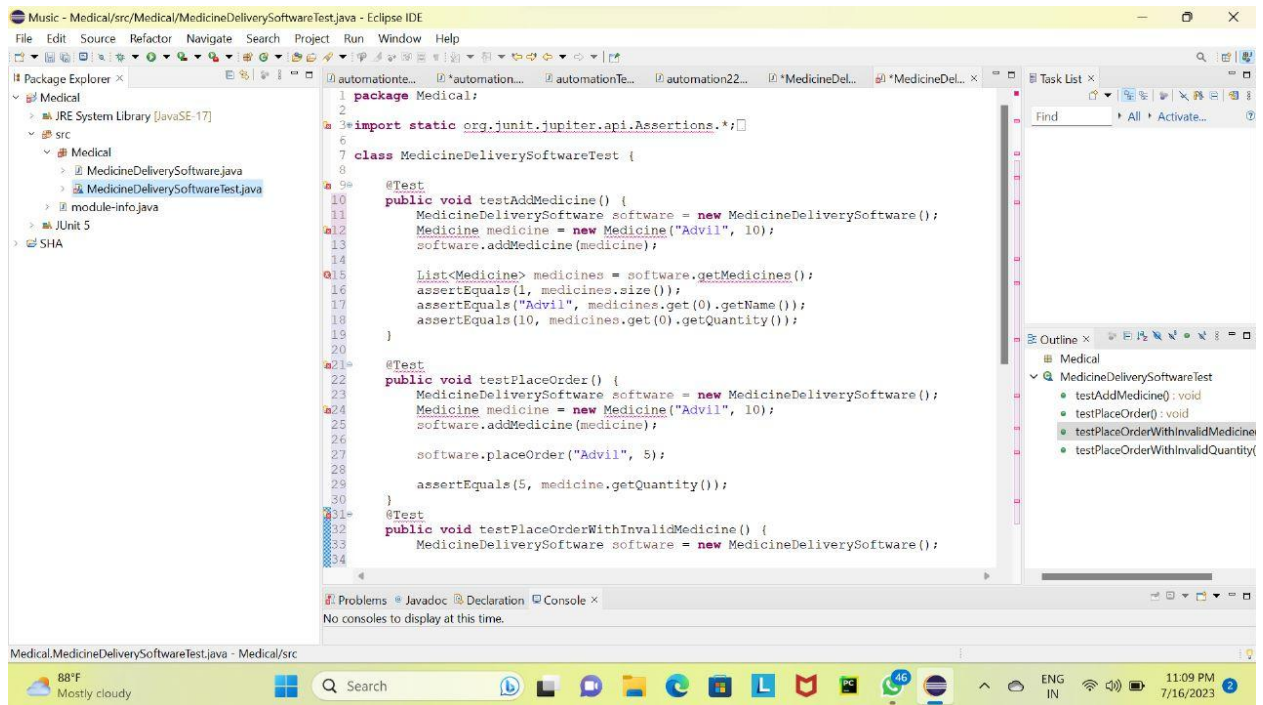 Music - Medical/src/Medical/MedicineDeliverySoftwareTest.java - Eclipse IDE
File Edit Source Refactor Navigate Search Project Run Window Help
Package Explorer ×
Medical
JRE System Library [JavaSE-17]
src
Medical
MedicineDeliverySoftware.java
MedicineDeliverySoftwareTest.java
module-info.java
JUnit 5
SHA
automationte... *automation.... automationTe... automation22... *MedicineDel... *MedicineDel... ×
1 package Medical;
2
3 import static org.junit.jupiter.api.Assertions.*;
6
7 class MedicineDeliverySoftwareTest {
8
9 @Test
10 public void testAddMedicine() {
11 MedicineDeliverySoftware software = new MedicineDeliverySoftware();
12 Medicine medicine = new Medicine("Advil", 10);
13 software.addMedicine(medicine);
14
15 List<Medicine> medicines = software.getMedicines();
16 assertEquals(1, medicines.size());
17 assertEquals("Advil", medicines.get(0).getName());
18 assertEquals(10, medicines.get(0).getQuantity());
19 }
20
21 @Test
22 public void testPlaceOrder() {
23 MedicineDeliverySoftware software = new MedicineDeliverySoftware();
24 Medicine medicine = new Medicine("Advil", 10);
25 software.addMedicine(medicine);
26
27 software.placeOrder("Advil", 5);
28
29 assertEquals(5, medicine.getQuantity());
30 }
31 @Test
32 public void testPlaceOrderWithInvalidMedicine() {
33 MedicineDeliverySoftware software = new MedicineDeliverySoftware();
34
Task List ×
Find All Activate...
Outline ×
Medical
MedicineDeliverySoftwareTest
testAddMedicine() : void
testPlaceOrder() : void
testPlaceOrderWithInvalidMedicine
testPlaceOrderWithInvalidQuantity(
Problems Javadoc Declaration Console ×
No consoles to display at this time.
Medical.MedicineDeliverySoftwareTest.java - Medical/src
88°F
Mostly cloudy
Search
46
ENG
IN
11:09 PM
7/16/2023
2